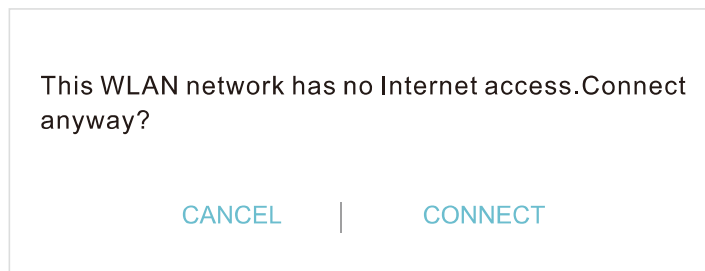 This WLAN network has no Internet access.Connect
anyway?
CANCEL | CONNECT